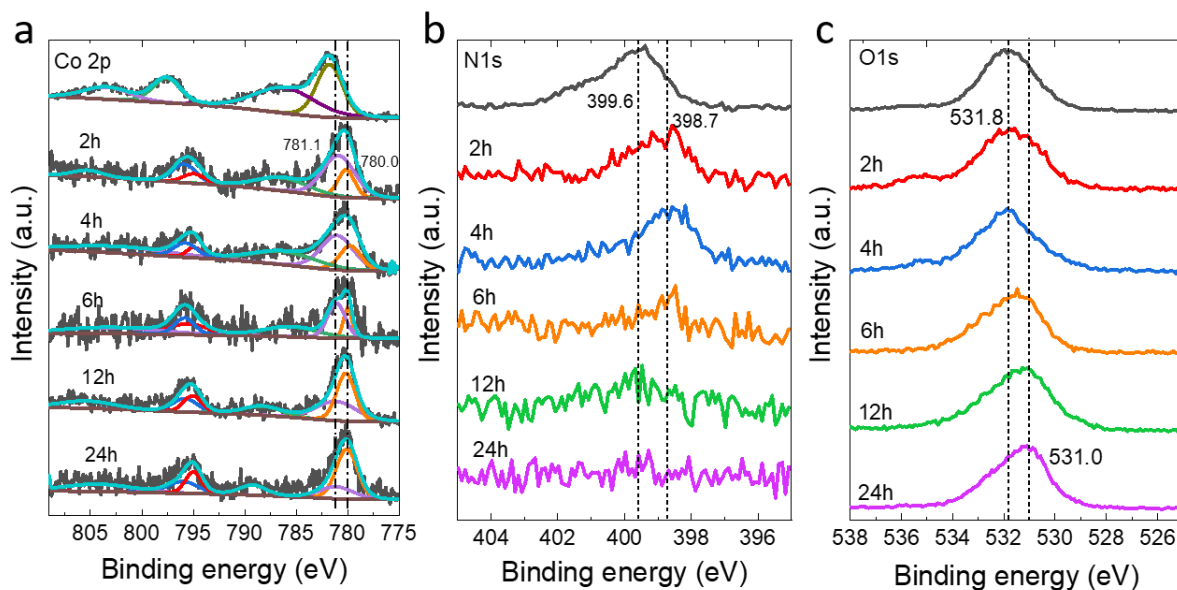 a
Co 2p
2h
781.1
780.0
4h
6h
12h
24h
805 800 795 790 785 780 775
Binding energy (eV)
Intensity (a.u.)
b
N1s
399.6
398.7
2h
4h
6h
12h
24h
404 402 400 398 396
Binding energy (eV)
Intensity (a.u.)
c
O1s
531.8
2h
4h
6h
12h
531.0
24h
538 536 534 532 530 528 526
Binding energy (eV)
Intensity (a.u.)